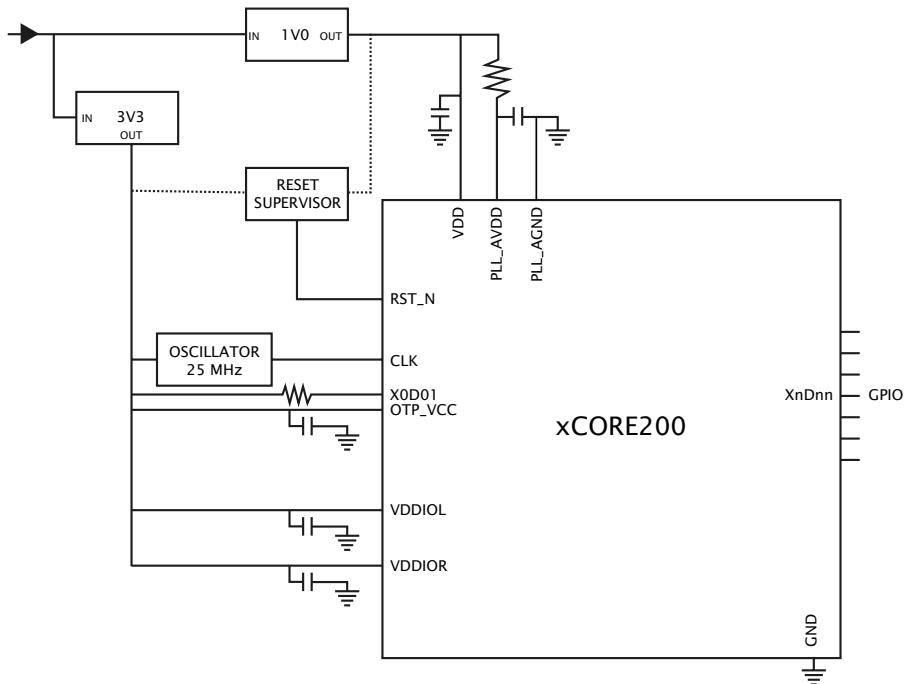 IN 1V0 OUT
IN 3V3
OUT
RESET
SUPERVISOR
VDD
PLL_AVDD
PLL_AGND
RST_N
OSCILLATOR
25 MHz
CLK
X0D01
OTP_VCC
XnDnn GPIO
xCORE200
VDDIOL
VDDIOR
GND